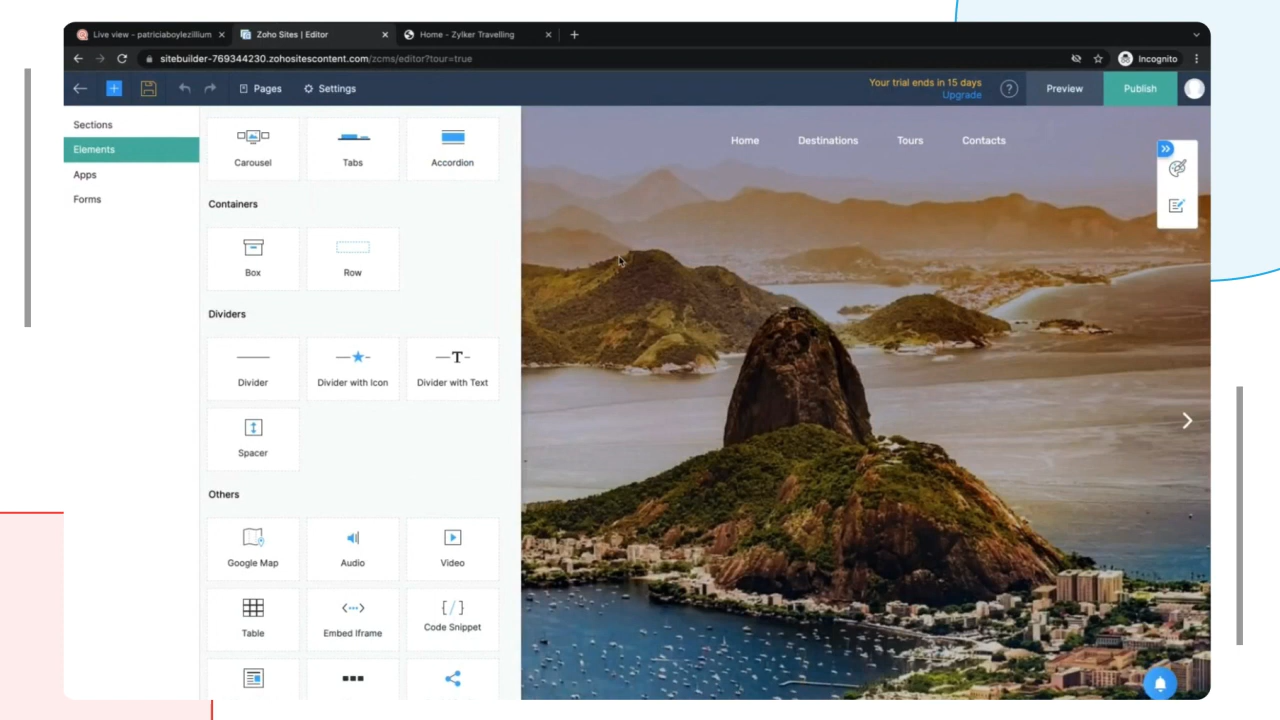 Live view - patriciaboylezillium
Zoho Sites | Editor
Home - Zylker Travelling
sitebuilder-769344230.zohositescontent.com/zcms/editor?tour=true
Incognito
Pages
Settings
Your trial ends in 15 days
Upgrade
?
Preview
Publish
Sections
Elements
Apps
Forms
Carousel
Tabs
Accordion
Containers
Box
Row
Dividers
Divider
Divider with Icon
Divider with Text
Spacer
Others
Google Map
Audio
Video
Table
Embed Iframe
Code Snippet
Home
Destinations
Tours
Contacts